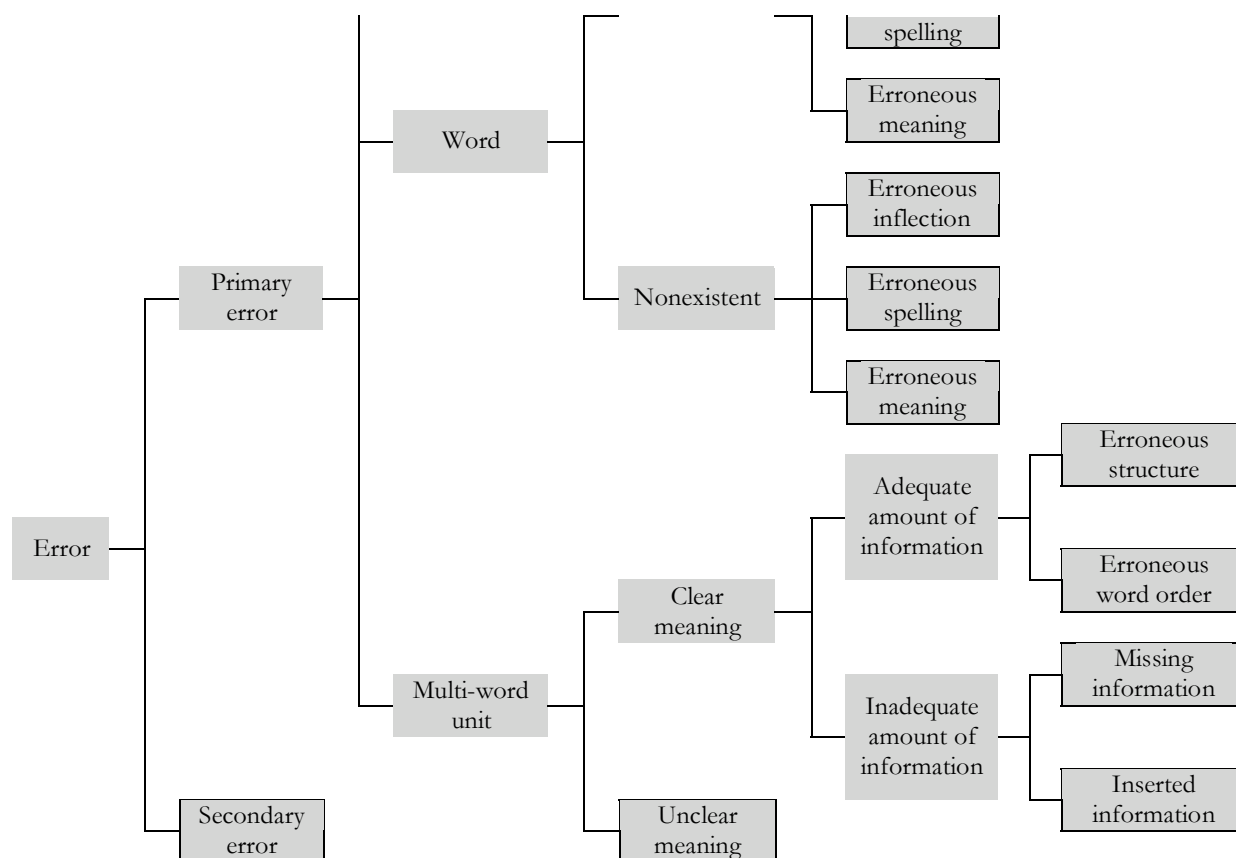 spelling
Erroneous
meaning
Word
Erroneous
inflection
Primary
error
Nonexistent
Erroneous
spelling
Erroneous
meaning
Erroneous
structure
Adequate
amount of
information
Error
Erroneous
word order
Clear
meaning
Missing
information
Multi-word
unit
Inadequate
amount of
information
Inserted
information
Secondary
error
Unclear
meaning